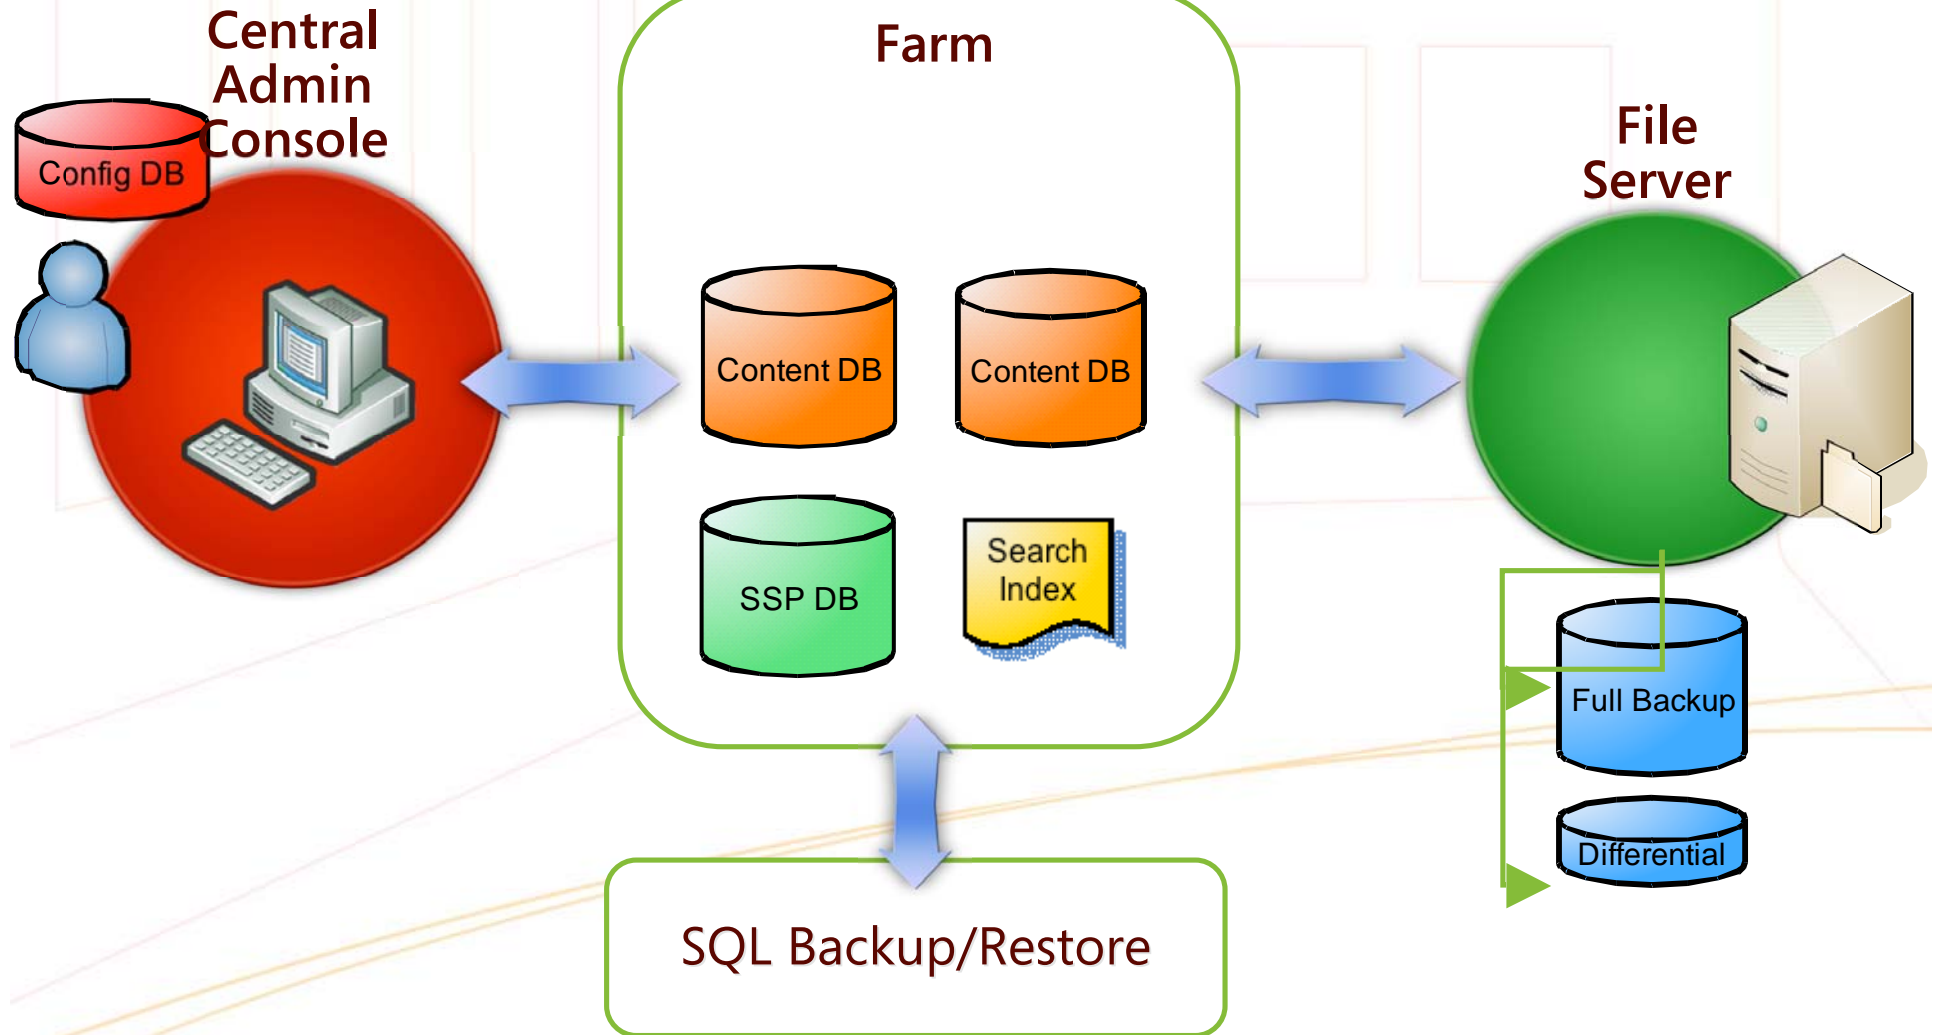 Central
Admin
Console
Config DB
Farm
Content DB
Content DB
SSP DB
Search
Index
File
Server
Full Backup
Differential
SQL Backup/Restore